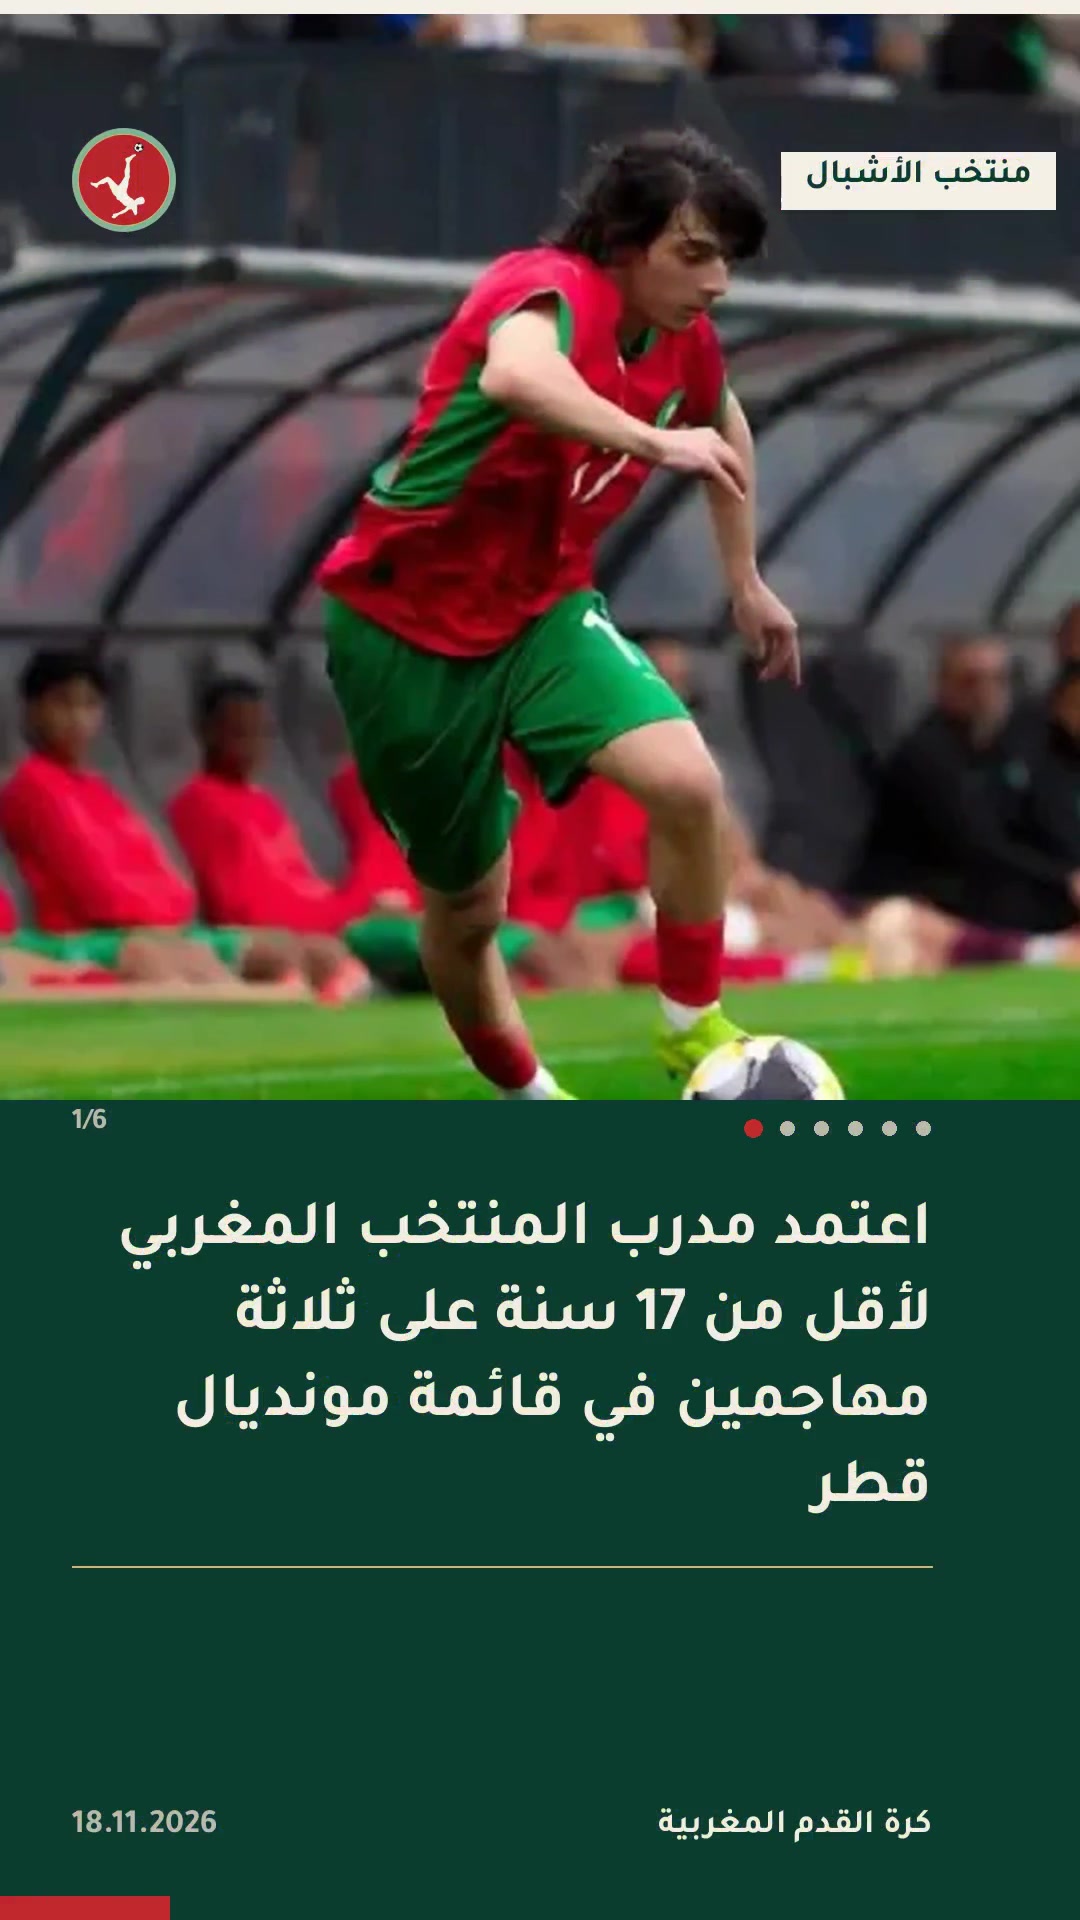 منتخب الأشبال
1/6
اعتمد مدرب المنتخب المغربي
لأقل من 17 سنة على ثلاثة
مهاجمين في قائمة مونديال
قطر
كرة القدم المغربية
18.11.2026